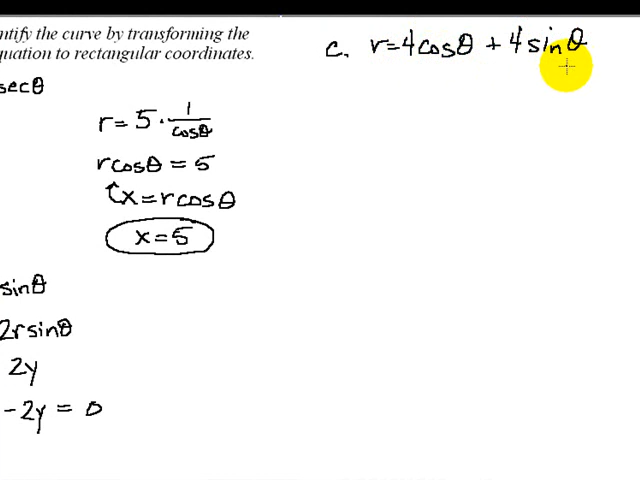 ntify the curve by transforming the
quation to rectangular coordinates.
secθ
r = 5 · 1/cosθ
rcosθ = 5
↑x = rcosθ
x = 5
sinθ
2rsinθ
2y
- 2y = 0
c. r = 4cosθ + 4sinθ